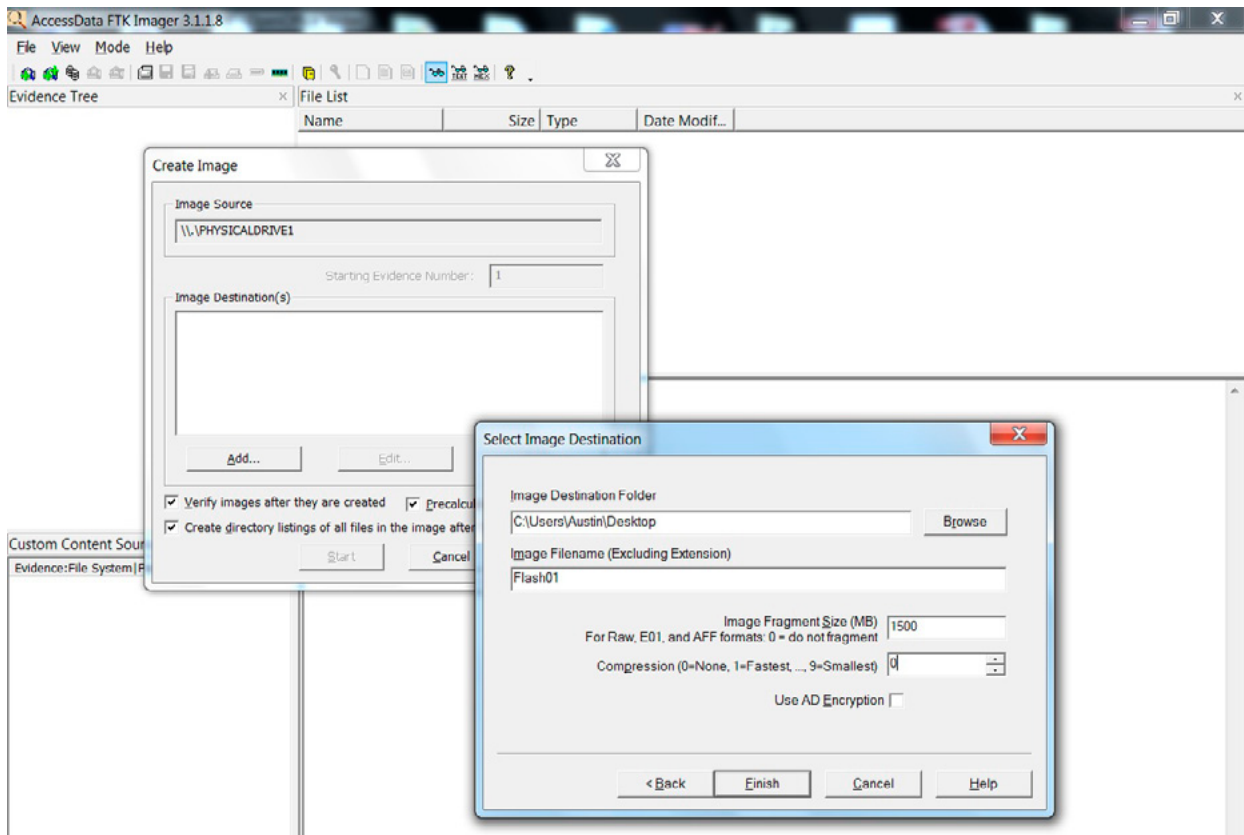 AccessData FTK Imager 3.1.1.8
File View Mode Help
Evidence Tree
File List
Name Size Type Date Modif...
Create Image
Image Source
\\.\PHYSICALDRIVE1
Starting Evidence Number: 1
Image Destination(s)
Add... Edit...
Verify images after they are created Precalcul
Create directory listings of all files in the image after
Start Cancel
Custom Content Sour
Evidence:File System|P
Select Image Destination
Image Destination Folder
C:\Users\Austin\Desktop Browse
Image Filename (Excluding Extension)
Flash01
Image Fragment Size (MB) 1500
For Raw, E01, and AFF formats: 0 = do not fragment
Compression (0=None, 1=Fastest, ..., 9=Smallest) 0
Use AD Encryption
< Back Finish Cancel Help